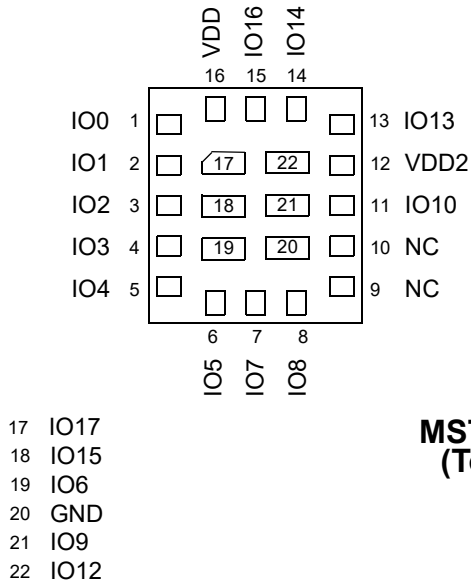 VDD IO16 IO14
16 15 14
IO0 1 13 IO13
IO1 2 17 22 12 VDD2
IO2 3 18 21 11 IO10
IO3 4 19 20 10 NC
IO4 5 9 NC
6 7 8
IO5 IO7 IO8
17 IO17
18 IO15
19 IO6
20 GND
21 IO9
22 IO12